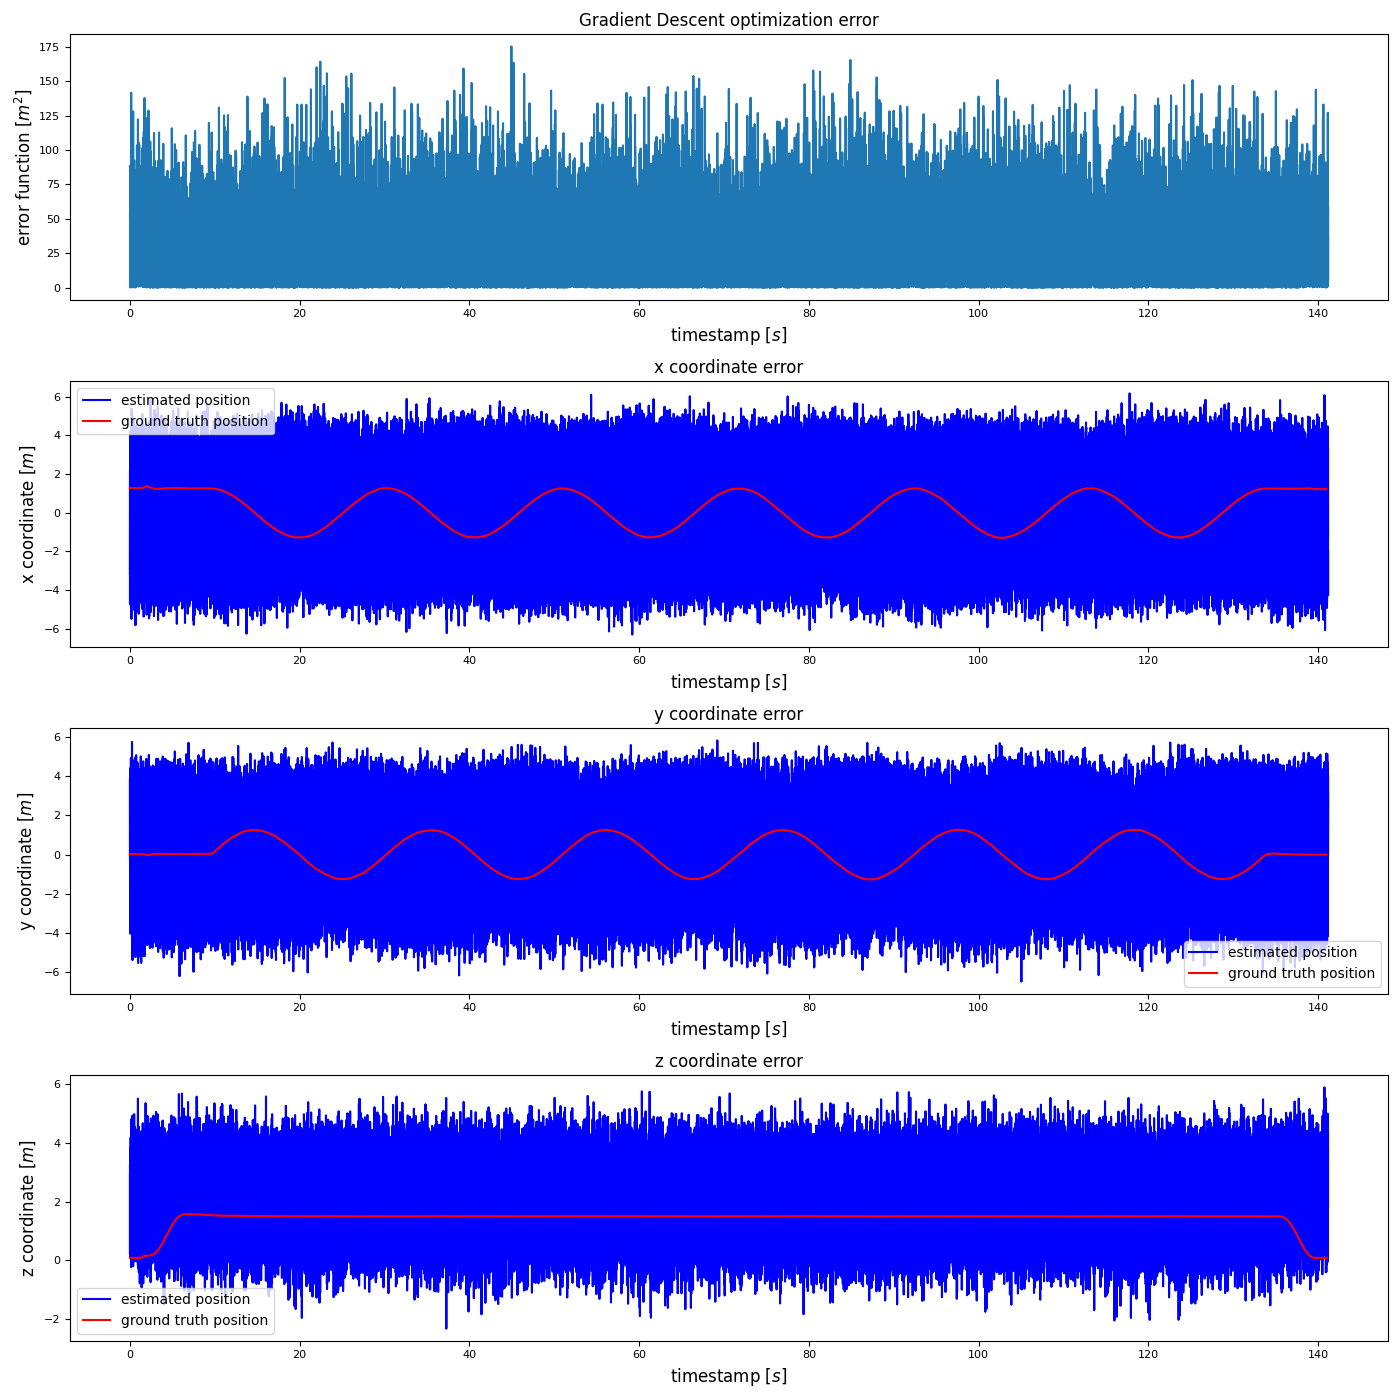 Gradient Descent optimization error
error function [m²]
175
150
125
100
75
50
25
0
0 20 40 60 80 100 120 140
timestamp [s]
x coordinate error
x coordinate [m]
6
4
2
0
−2
−4
−6
estimated position
ground truth position
0 20 40 60 80 100 120 140
timestamp [s]
y coordinate error
y coordinate [m]
6
4
2
0
−2
−4
−6
estimated position
ground truth position
0 20 40 60 80 100 120 140
timestamp [s]
z coordinate error
z coordinate [m]
6
4
2
0
−2
estimated position
ground truth position
0 20 40 60 80 100 120 140
timestamp [s]